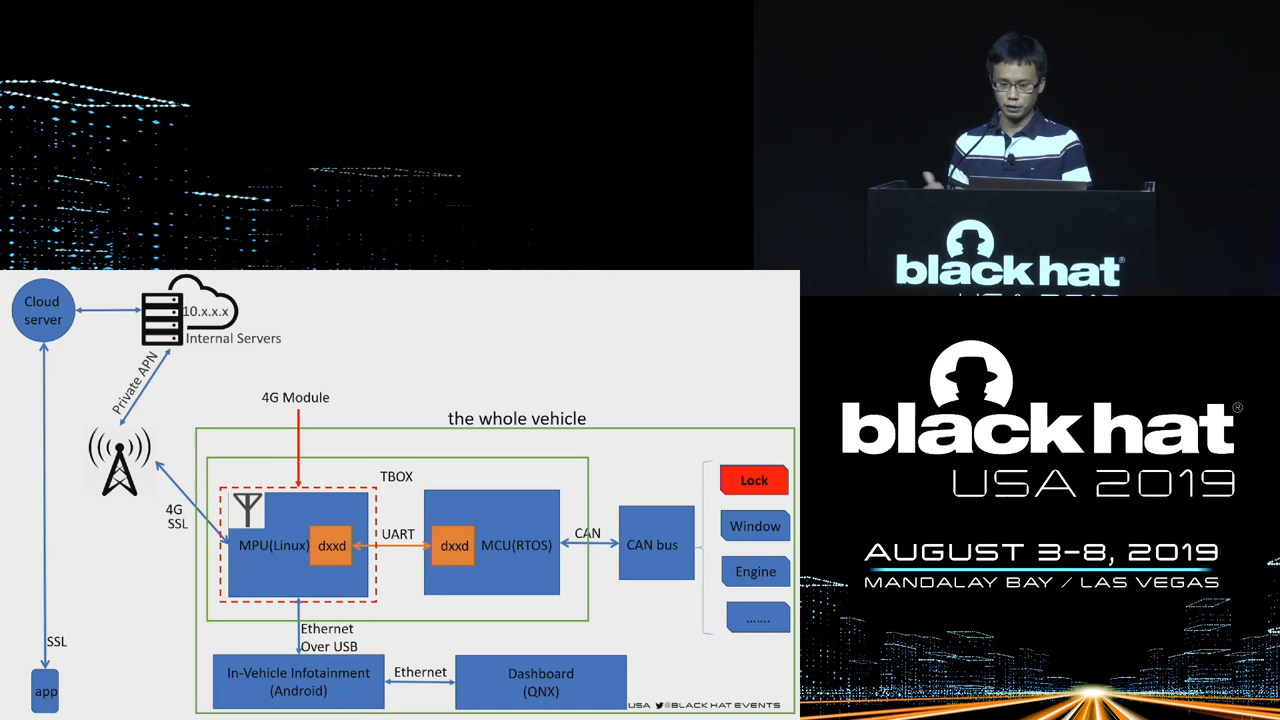 black hat
USA 2019
Cloud
server
10.x.x.x
Internal Servers
Private APN
4G Module
the whole vehicle
TBOX
4G
SSL
MPU(Linux)
dxxd
UART
dxxd
MCU(RTOS)
CAN
CAN bus
Lock
Window
Engine
.......
SSL
app
Ethernet
Over USB
In-Vehicle Infotainment
(Android)
Ethernet
Dashboard
(QNX)
USA @BLACK HAT EVENTS
black hat®
USA 2019
AUGUST 3-8, 2019
MANDALAY BAY / LAS VEGAS